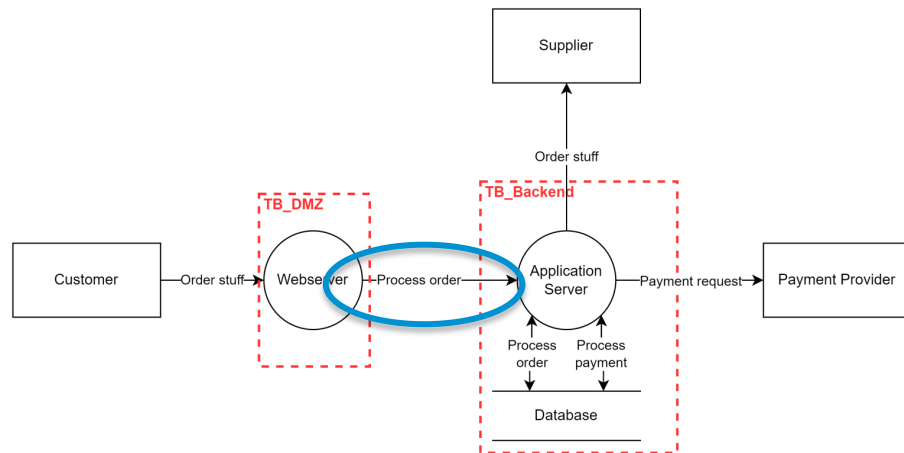 Supplier
Order stuff
TB_Backend
TB_DMZ
Customer
Order stuff
Webserver
Process order
Application
Server
Payment request
Payment Provider
Process
order
Process
payment
Database